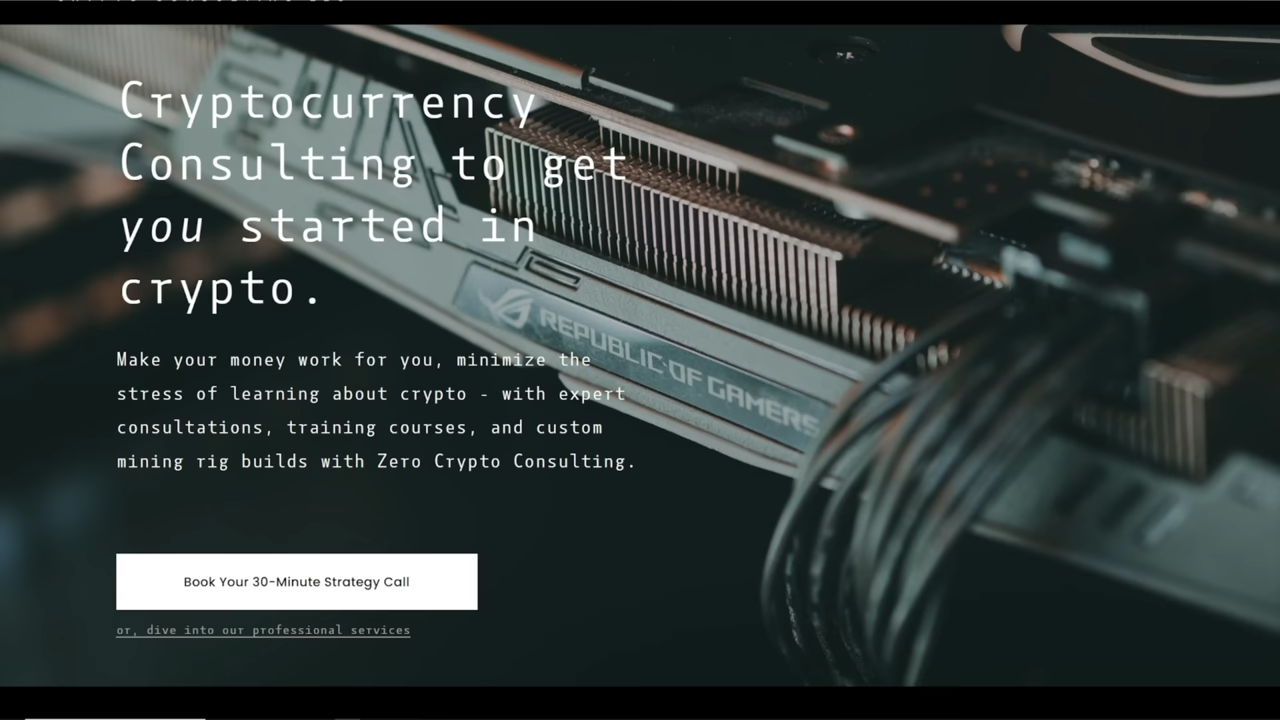 Cryptocurrency
Consulting to get
you started in
crypto.
REPUBLIC OF GAMERS
Make your money work for you, minimize the
stress of learning about crypto - with expert
consultations, training courses, and custom
mining rig builds with Zero Crypto Consulting.
Book Your 30-Minute Strategy Call
or, dive into our professional services